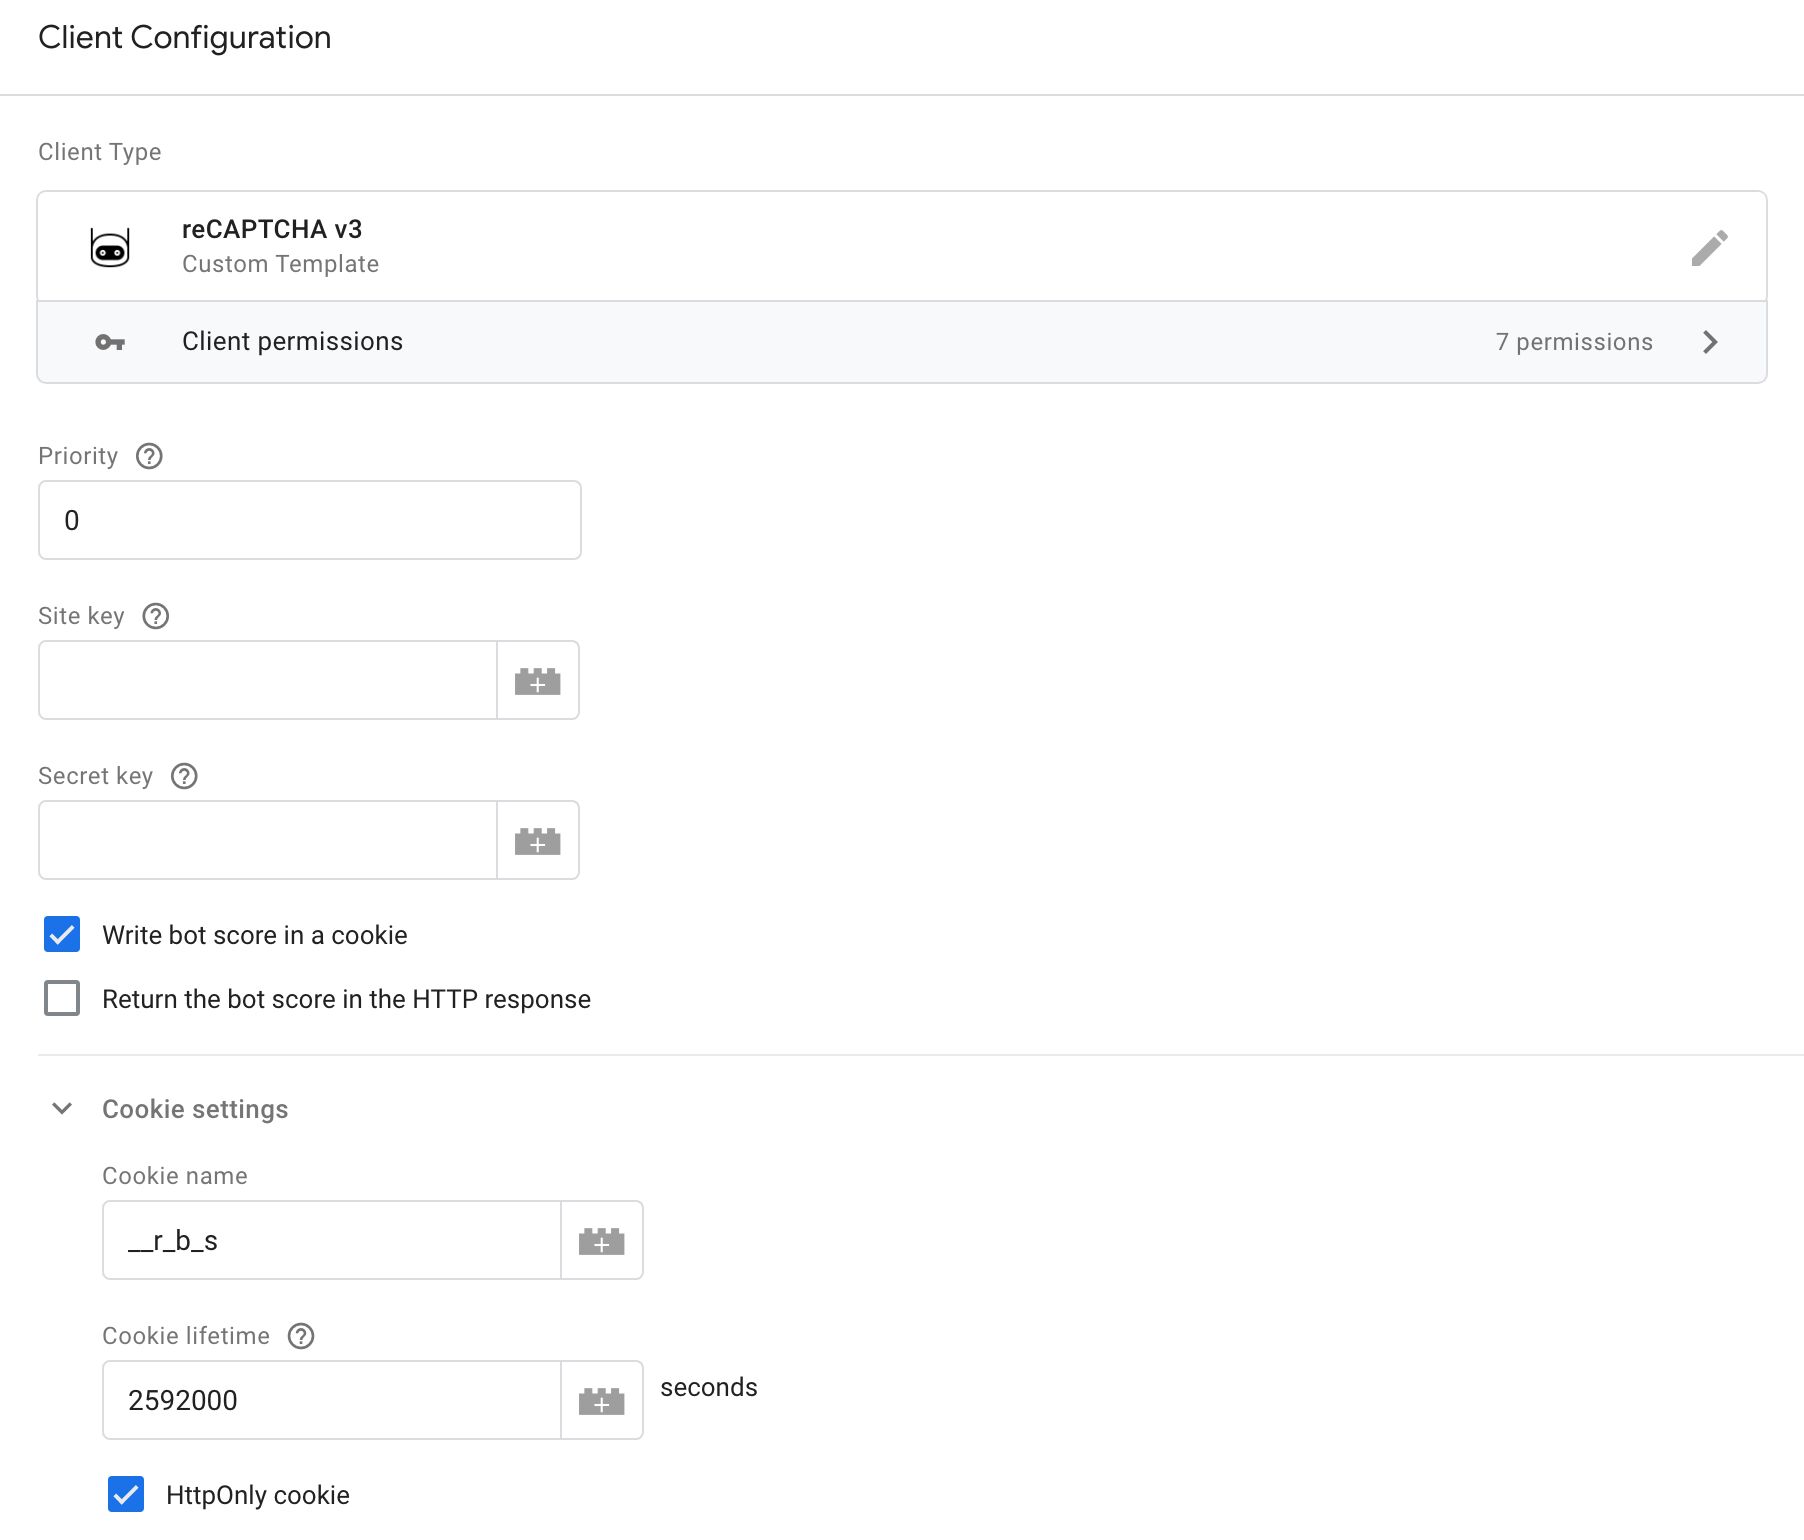 Client Configuration
Client Type
reCAPTCHA v3
Custom Template
Client permissions
7 permissions
Priority
0
Site key
Secret key
Write bot score in a cookie
Return the bot score in the HTTP response
Cookie settings
Cookie name
__r_b_s
Cookie lifetime
2592000
seconds
HttpOnly cookie